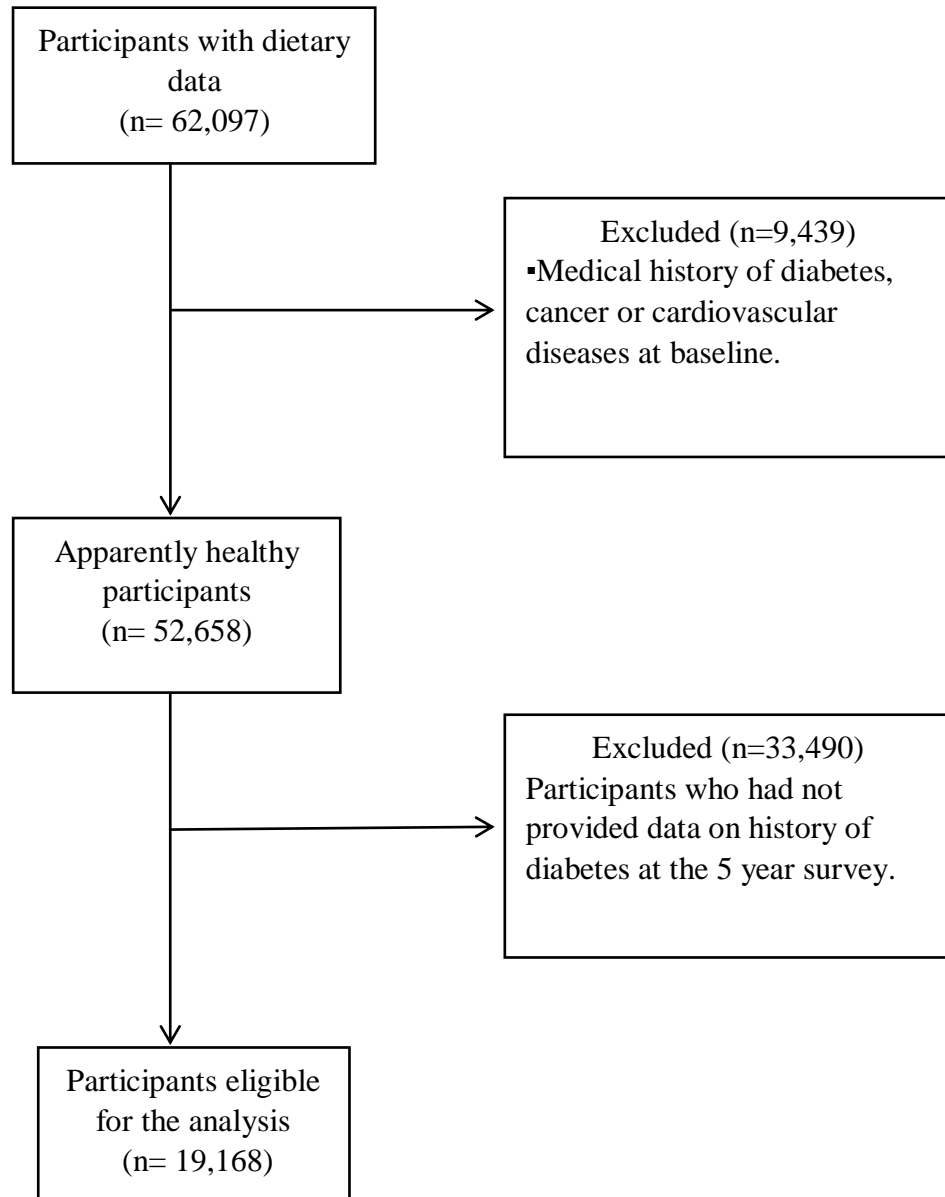 Participants with dietary
data
(n= 62,097)
Excluded (n=9,439)
▪Medical history of diabetes,
cancer or cardiovascular
diseases at baseline.
Apparently healthy
participants
(n= 52,658)
Excluded (n=33,490)
Participants who had not
provided data on history of
diabetes at the 5 year survey.
Participants eligible
for the analysis
(n= 19,168)